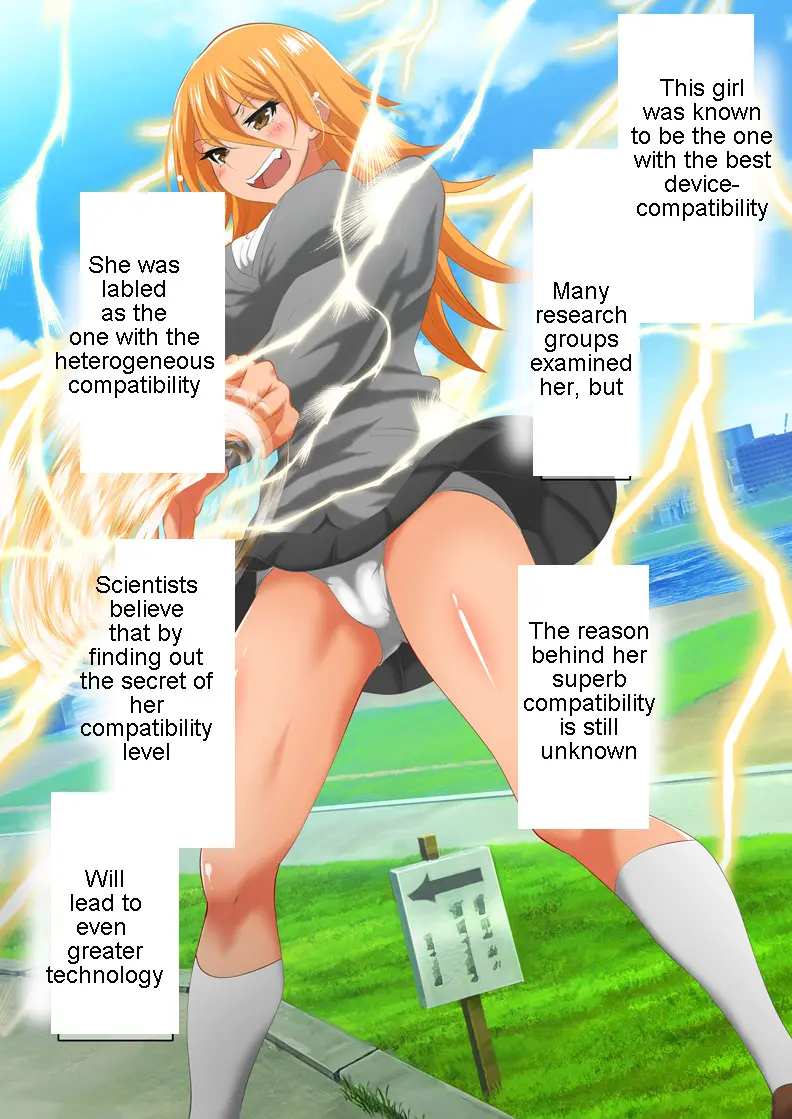 This girl
was known
to be the one
with the best
device-
compatibility
Many
research
groups
examined
her, but
She was
labled
as the
one with the
heterogeneous
compatibility
The reason
behind her
superb
compatibility
is still
unknown
Scientists
believe
that by
finding out
the secret of
her
compatibility
level
Will
lead to
even
greater
technology